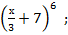 (x/3 + 7)^6 ;